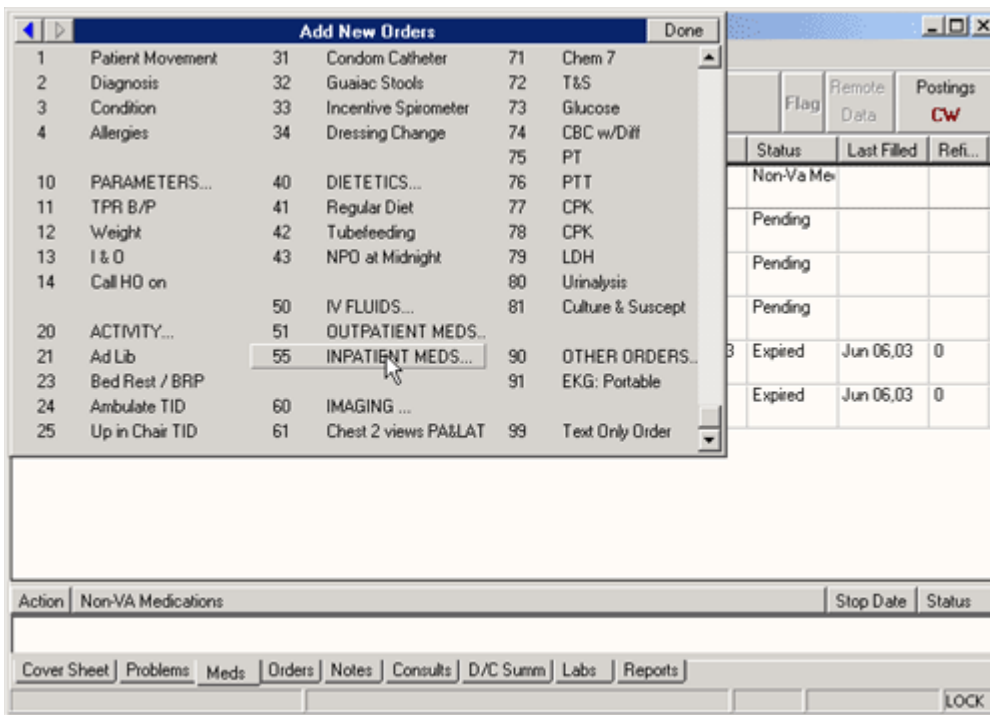 Add New Orders Done
1 Patient Movement 31 Condom Catheter 71 Chem 7
2 Diagnosis 32 Guaiac Stools 72 T&S
3 Condition 33 Incentive Spirometer 73 Glucose
4 Allergies 34 Dressing Change 74 CBC w/Diff
75 PT
10 PARAMETERS... 40 DIETETICS... 76 PTT
11 TPR B/P 41 Regular Diet 77 CPK
12 Weight 42 Tubefeeding 78 CPK
13 I & O 43 NPO at Midnight 79 LDH
14 Call HO on 80 Urinalysis
50 IV FLUIDS... 81 Culture & Suscept
20 ACTIVITY... 51 OUTPATIENT MEDS..
21 Ad Lib 55 INPATIENT MEDS... 90 OTHER ORDERS..
23 Bed Rest / BRP 91 EKG: Portable
24 Ambulate TID 60 IMAGING ...
25 Up in Chair TID 61 Chest 2 views PA&LAT 99 Text Only Order
Flag Remote Data Postings CW
Status Last Filled Refi...
Non-Va Me
Pending
Pending
Pending
3 Expired Jun 06,03 0
Expired Jun 06,03 0
Action Non-VA Medications Stop Date Status
Cover Sheet Problems Meds Orders Notes Consults D/C Summ Labs Reports
LOCK